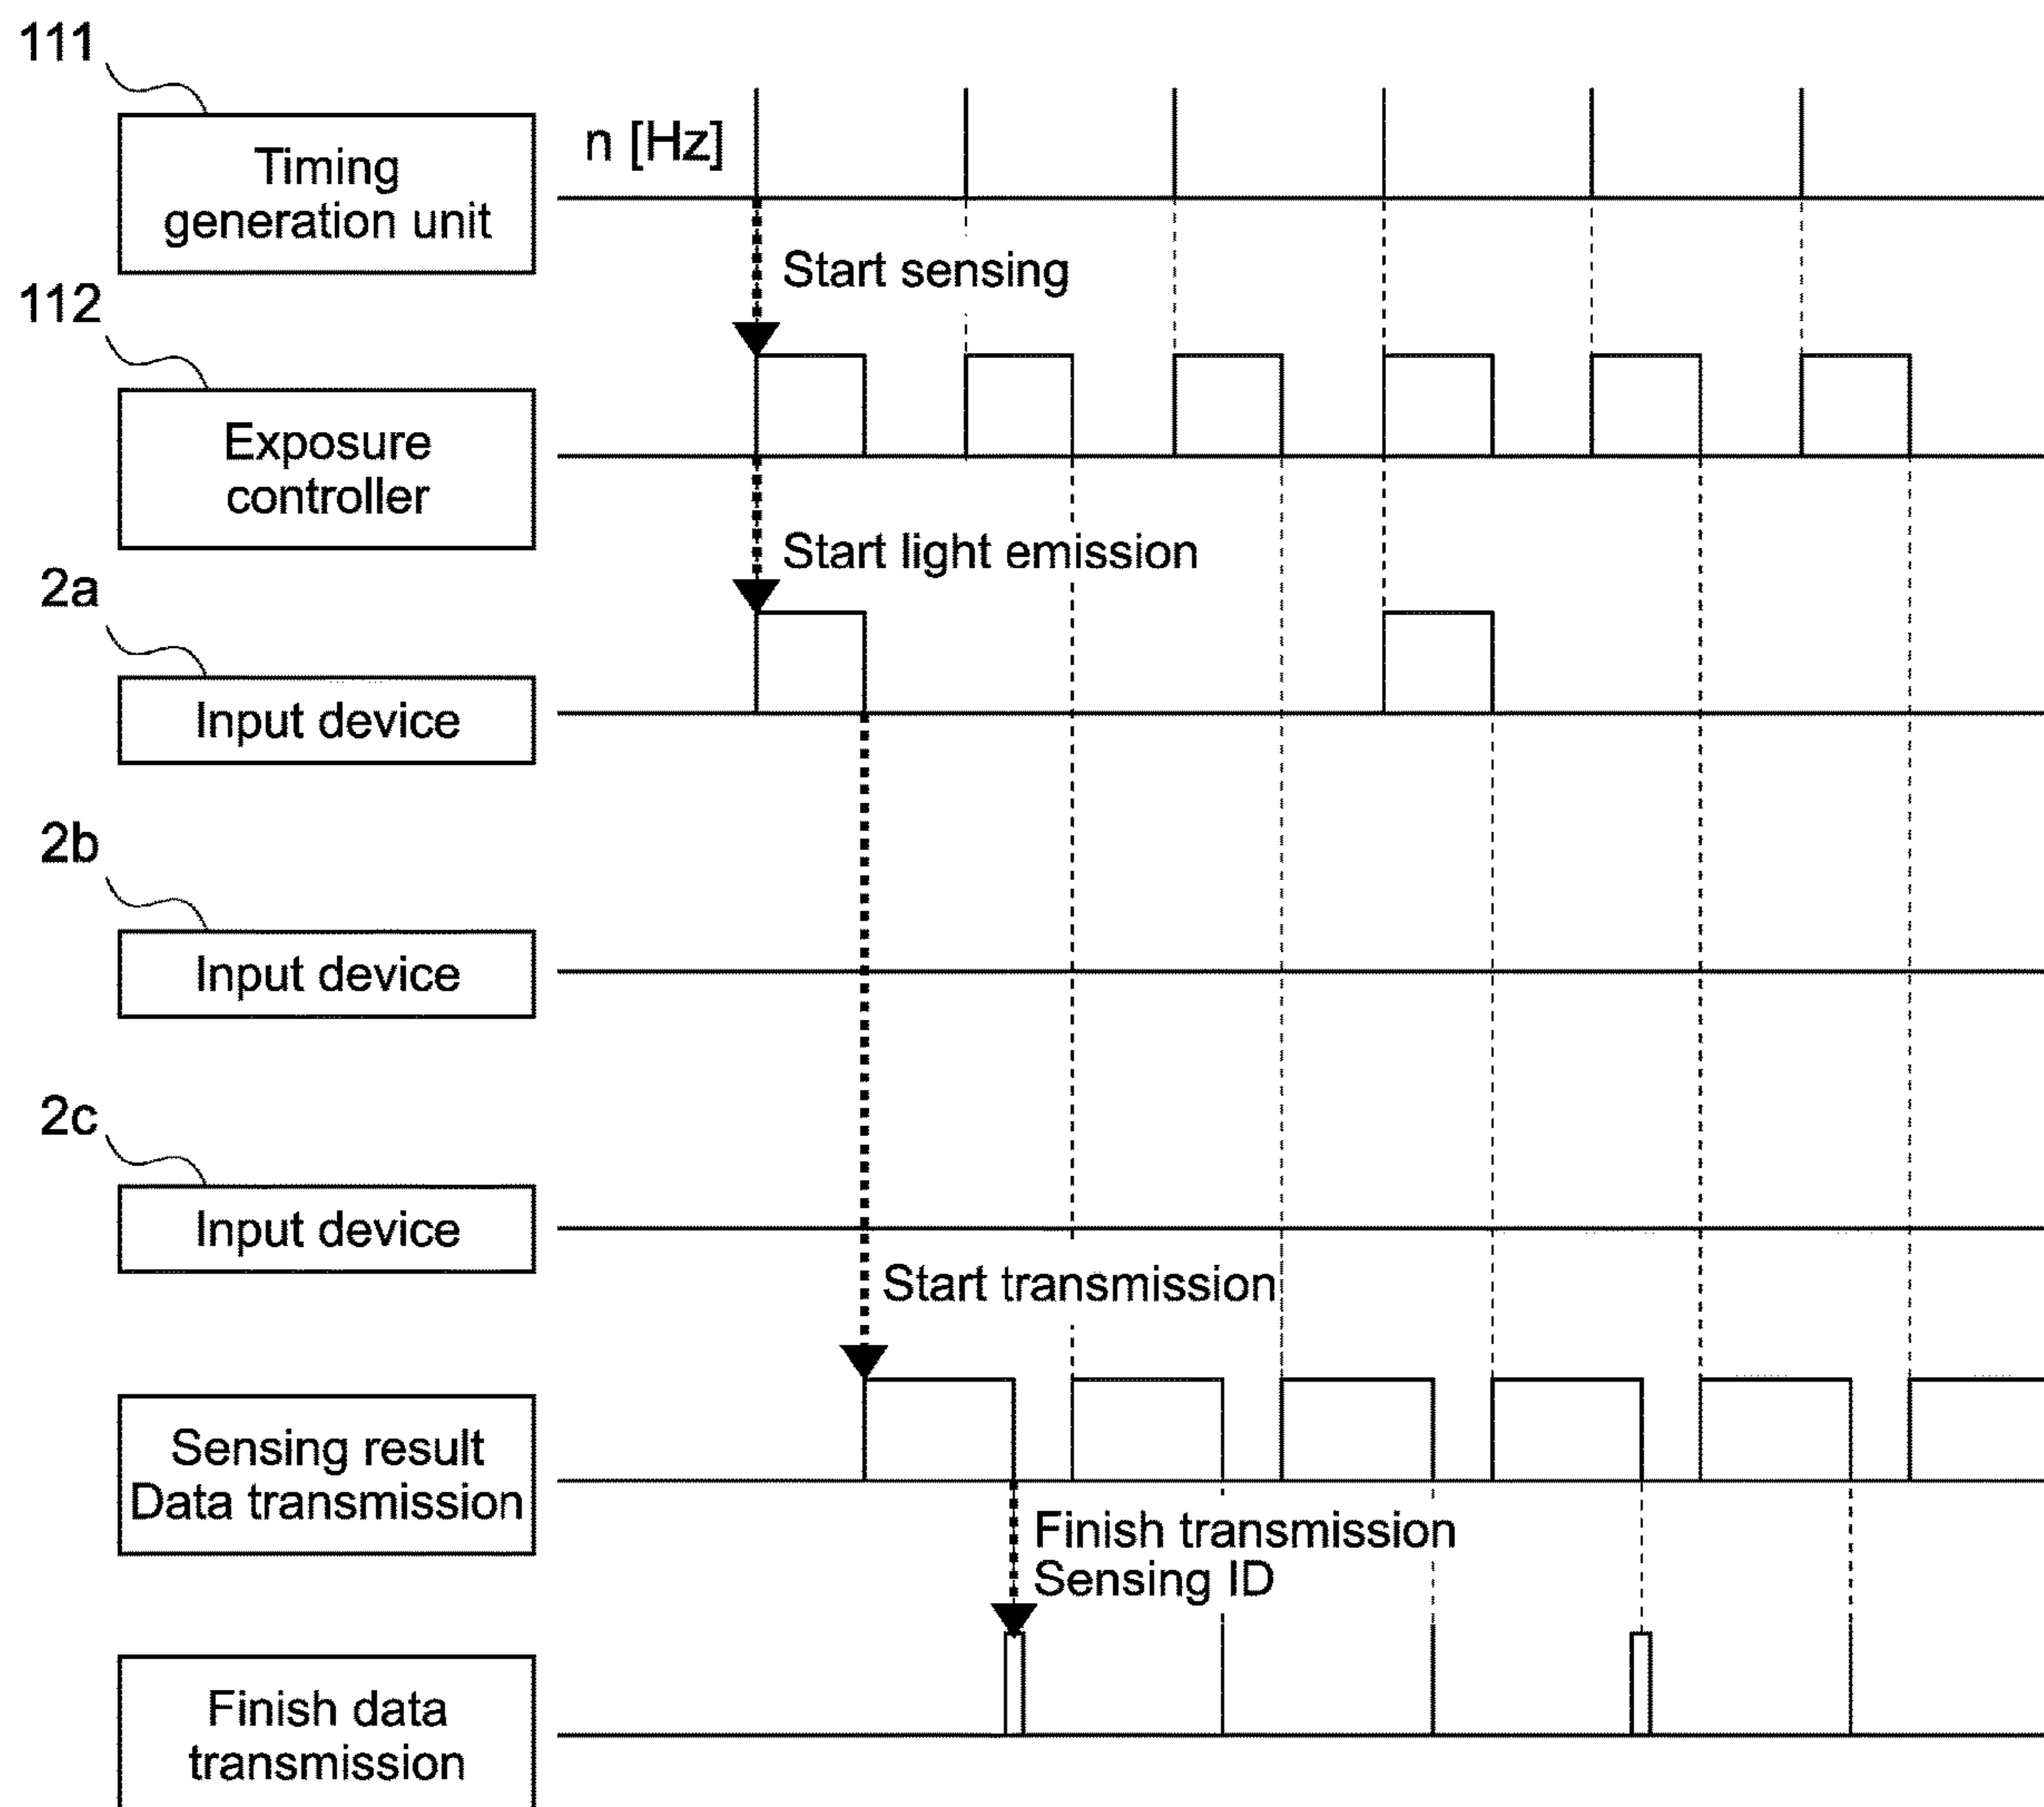 111
Timing
generation unit
n [Hz]
Start sensing
112
Exposure
controller
Start light emission
2a
Input device
2b
Input device
2c
Input device
Start transmission
Sensing result
Data transmission
Finish transmission
Sensing ID
Finish data
transmission